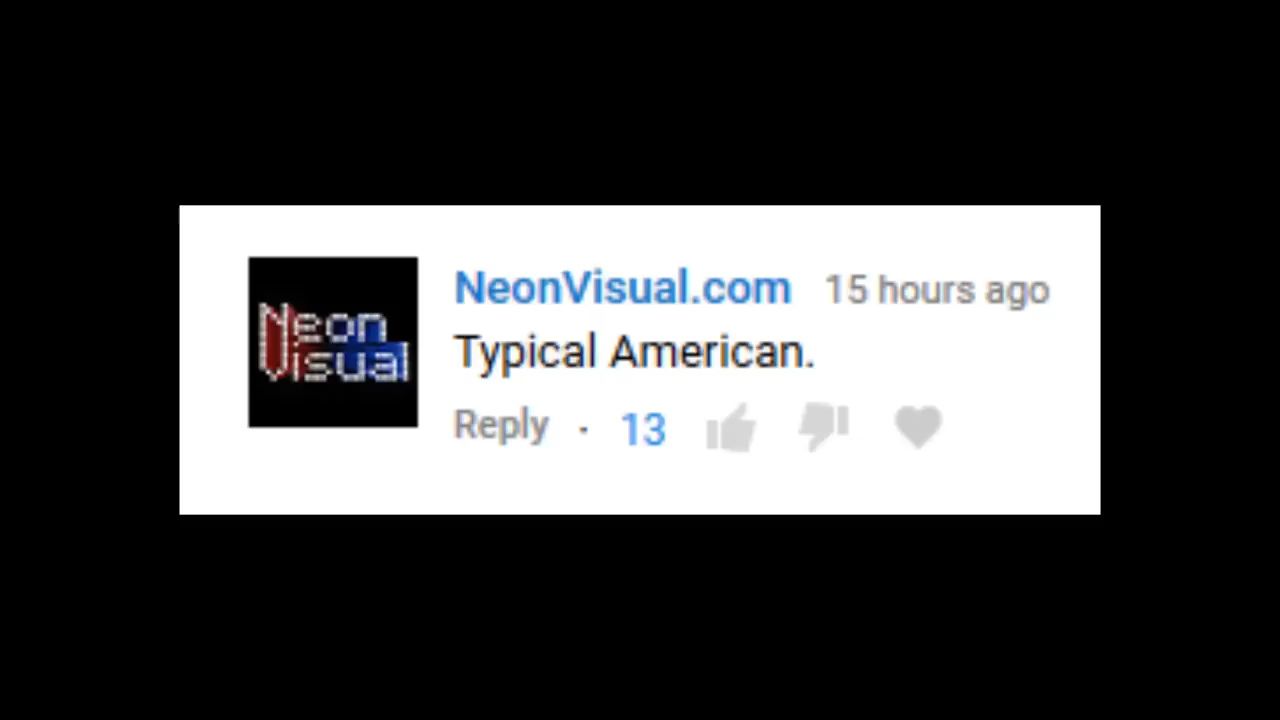 Neon
Visual
NeonVisual.com 15 hours ago
Typical American.
Reply · 13